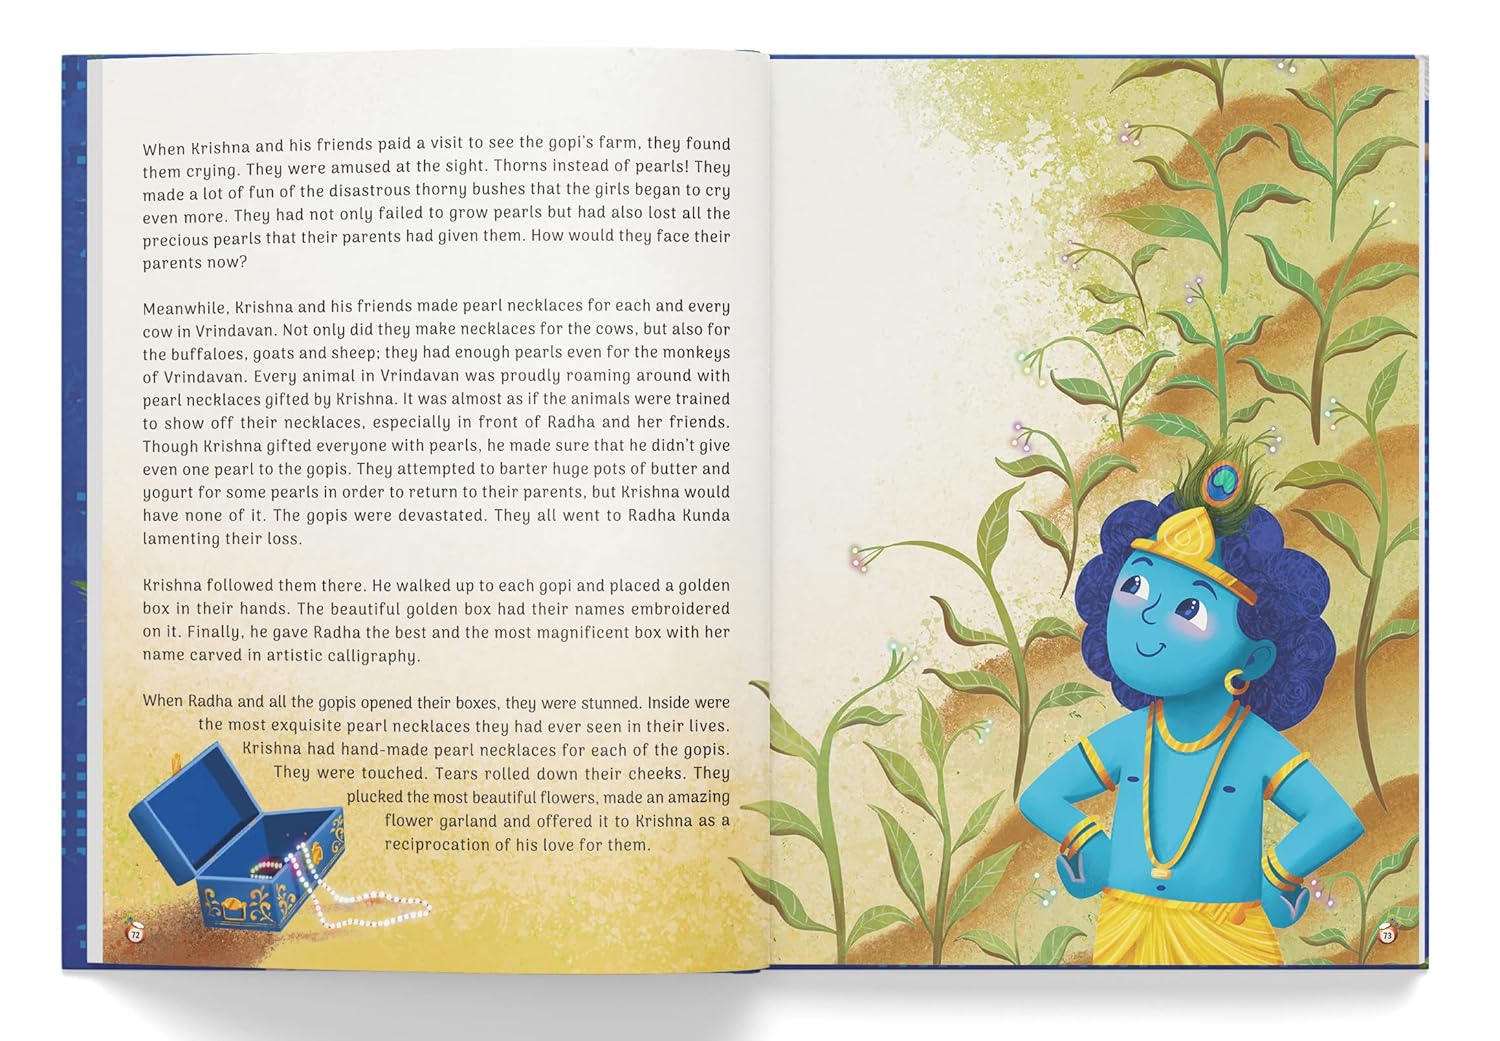 When Krishna and his friends paid a visit to see the gopi's farm, they found
them crying. They were amused at the sight. Thorns instead of pearls! They
made a lot of fun of the disastrous thorny bushes that the girls began to cry
even more. They had not only failed to grow pearls but had also lost all the
precious pearls that their parents had given them. How would they face their
parents now?
Meanwhile, Krishna and his friends made pearl necklaces for each and every
cow in Vrindavan. Not only did they make necklaces for the cows, but also for
the buffaloes, goats and sheep; they had enough pearls even for the monkeys
of Vrindavan. Every animal in Vrindavan was proudly roaming around with
pearl necklaces gifted by Krishna. It was almost as if the animals were trained
to show off their necklaces, especially in front of Radha and her friends.
Though Krishna gifted everyone with pearls, he made sure that he didn't give
even one pearl to the gopis. They attempted to barter huge pots of butter and
yogurt for some pearls in order to return to their parents, but Krishna would
have none of it. The gopis were devastated. They all went to Radha Kunda
lamenting their loss.
Krishna followed them there. He walked up to each gopi and placed a golden
box in their hands. The beautiful golden box had their names embroidered
on it. Finally, he gave Radha the best and the most magnificent box with her
name carved in artistic calligraphy.
When Radha and all the gopis opened their boxes, they were stunned. Inside were
the most exquisite pearl necklaces they had ever seen in their lives.
Krishna had hand-made pearl necklaces for each of the gopis.
They were touched. Tears rolled down their cheeks. They
plucked the most beautiful flowers, made an amazing
flower garland and offered it to Krishna as a
reciprocation of his love for them.
72
73